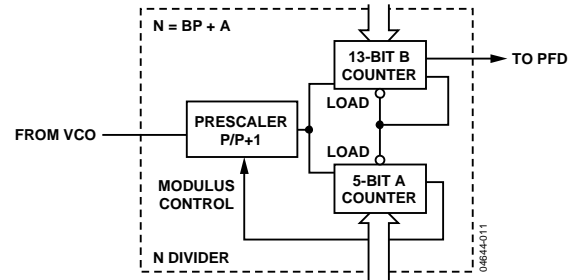 N = BP + A
13-BIT B
COUNTER
TO PFD
LOAD
PRESCALER
P/P+1
FROM VCO
LOAD
MODULUS
CONTROL
5-BIT A
COUNTER
N DIVIDER
04644-011